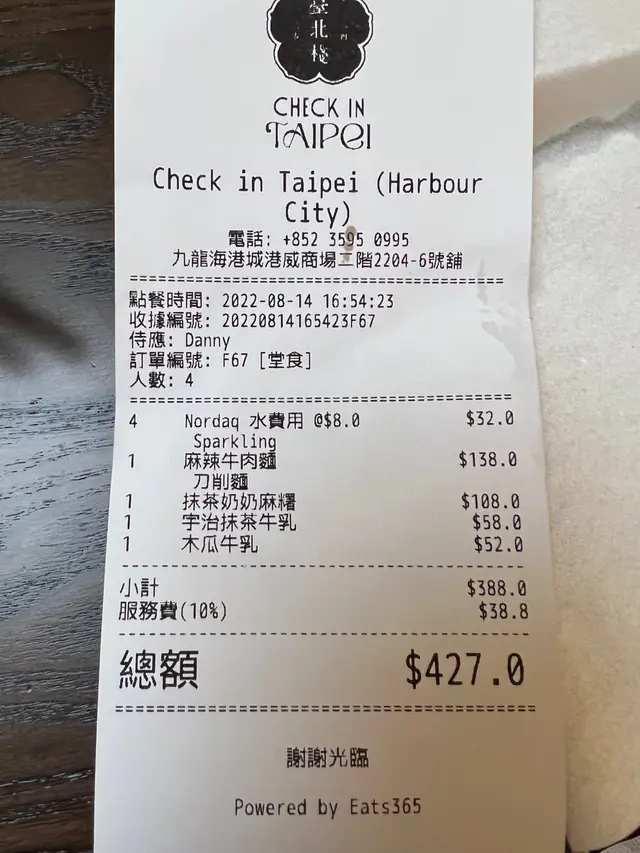 臺北棧
CHECK IN
TAIPEI
Check in Taipei (Harbour
City)
電話: +852 3595 0995
九龍海港城港威商場二階2204-6號舖
點餐時間: 2022-08-14 16:54:23
收據編號: 20220814165423F67
侍應: Danny
訂單編號: F67 [堂食]
人數: 4
4 Nordaq 水費用 @$8.0 $32.0
Sparkling
1 麻辣牛肉麵 $138.0
刀削麵
1 抹茶奶奶麻糬 $108.0
1 宇治抹茶牛乳 $58.0
1 木瓜牛乳 $52.0
小計 $388.0
服務費(10%) $38.8
總額 $427.0
謝謝光臨
Powered by Eats365